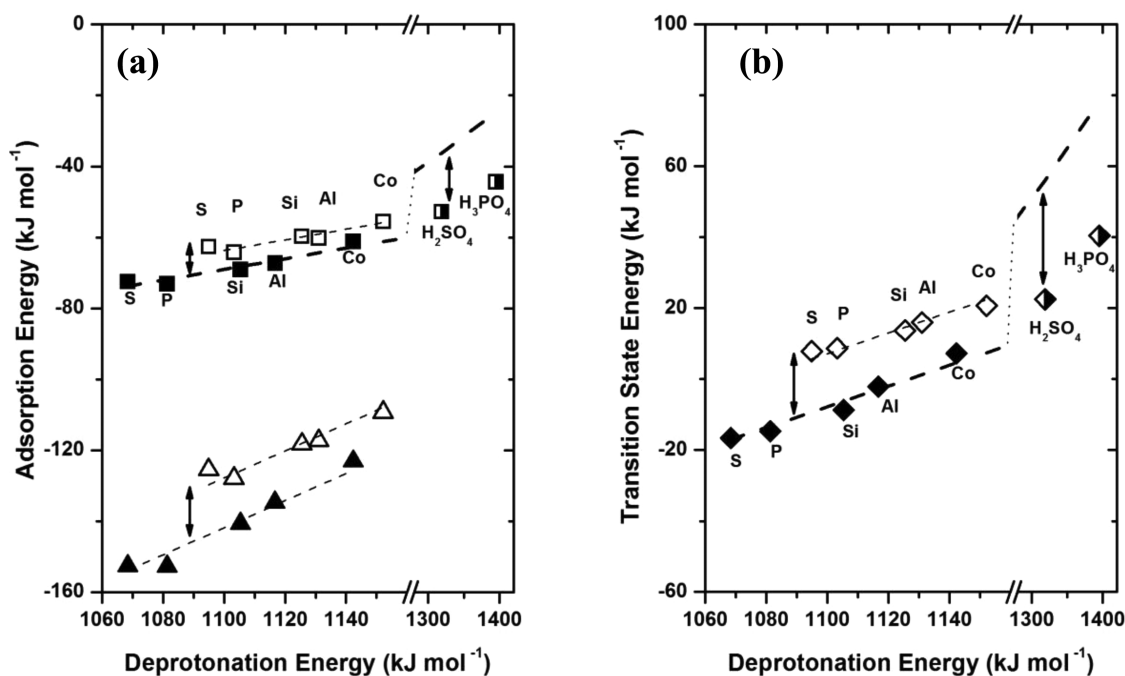 (a)
Adsorption Energy (kJ mol⁻¹)
0
-40
-80
-120
-160
S P Si Al Co
H₃PO₄
H₂SO₄
S P Si Al Co
1060 1080 1100 1120 1140 1300 1400
Deprotonation Energy (kJ mol⁻¹)
(b)
Transition State Energy (kJ mol⁻¹)
100
60
20
-20
-60
S P Si Al Co
H₃PO₄
H₂SO₄
S P Si Al Co
1060 1080 1100 1120 1140 1300 1400
Deprotonation Energy (kJ mol⁻¹)